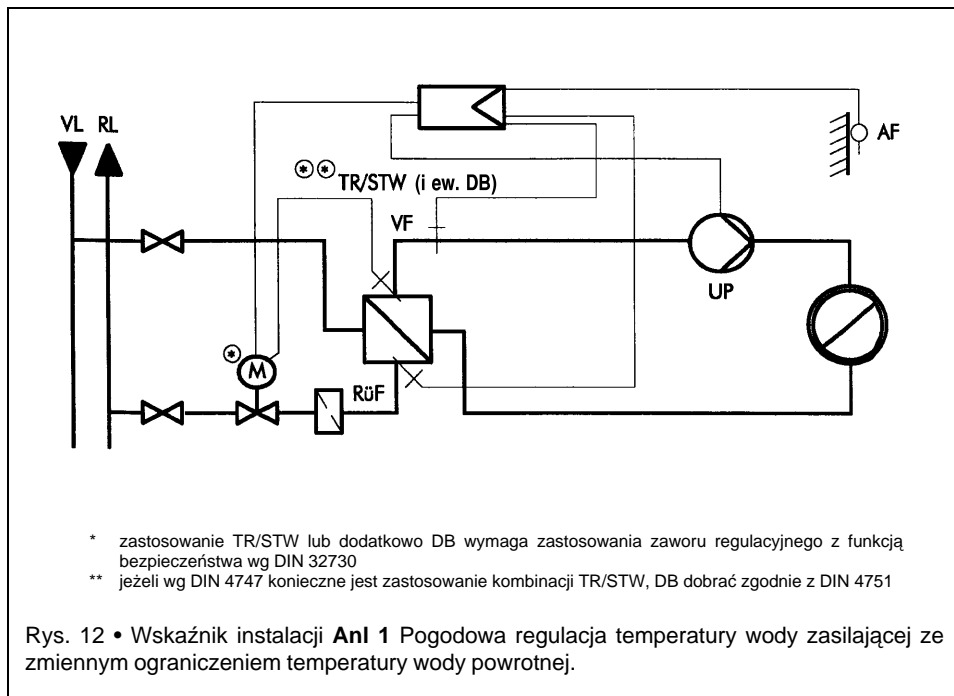 VL RL
AF
** TR/STW (i ew. DB)
VF
UP
*
M
RüF
* zastosowanie TR/STW lub dodatkowo DB wymaga zastosowania zaworu regulacyjnego z funkcją
bezpieczeństwa wg DIN 32730
** jeżeli wg DIN 4747 konieczne jest zastosowanie kombinacji TR/STW, DB dobrać zgodnie z DIN 4751
Rys. 12 • Wskaźnik instalacji Anl 1 Pogodowa regulacja temperatury wody zasilającej ze
zmiennym ograniczeniem temperatury wody powrotnej.